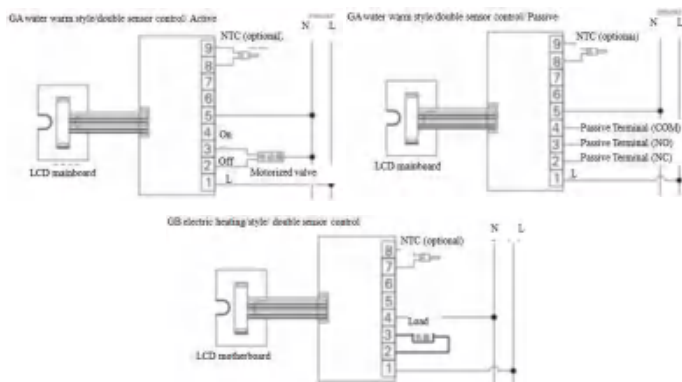 GA water warm style/double sensor control/ Active
N L
NTC (optional),
9
8
7
6
5
4
3
2
1
On
Off
Motorized valve
L
LCD mainboard
GA water warm style/double sensor control/ Passive
N L
NTC (optional)
9
8
7
6
5
4
3
2
1
Passive Terminal (COM)
Passive Terminal (NO)
Passive Terminal (NC)
L
LCD mainboard
GB electric heating/style/ double sensor control
N L
NTC (optional)
8
7
6
5
4
3
2
1
Load
LCD motherboard